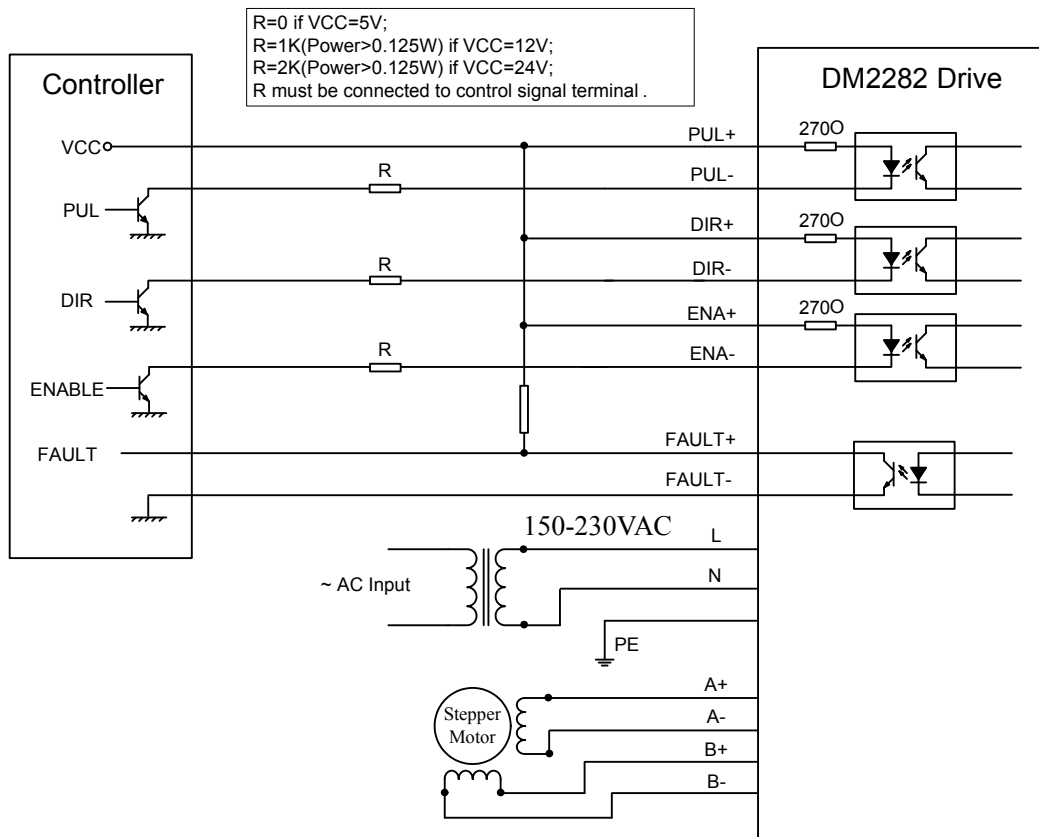 R=0 if VCC=5V;
R=1K(Power>0.125W) if VCC=12V;
R=2K(Power>0.125W) if VCC=24V;
R must be connected to control signal terminal .
Controller
DM2282 Drive
VCC
PUL+
270O
R
PUL-
PUL
DIR+
270O
R
DIR-
DIR
ENA+
270O
R
ENA-
ENABLE
FAULT
FAULT+
FAULT-
150-230VAC
L
~ AC Input
N
PE
Stepper
Motor
A+
A-
B+
B-